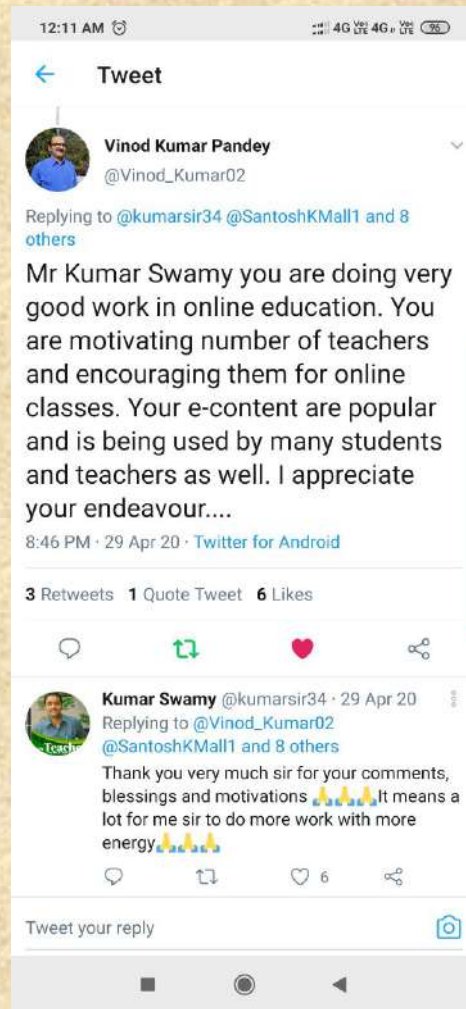 12:11 AM
4G VoLTE 4G VoLTE 96
Tweet
Vinod Kumar Pandey
@Vinod_Kumar02
Replying to @kumarsir34 @SantoshKMall1 and 8
others
Mr Kumar Swamy you are doing very
good work in online education. You
are motivating number of teachers
and encouraging them for online
classes. Your e-content are popular
and is being used by many students
and teachers as well. I appreciate
your endeavour....
8:46 PM · 29 Apr 20 · Twitter for Android
3 Retweets 1 Quote Tweet 6 Likes
Kumar Swamy @kumarsir34 · 29 Apr 20
Replying to @Vinod_Kumar02
@SantoshKMall1 and 8 others
Teache
Thank you very much sir for your comments,
blessings and motivations 🙏🙏🙏It means a
lot for me sir to do more work with more
energy🙏🙏🙏
6
Tweet your reply